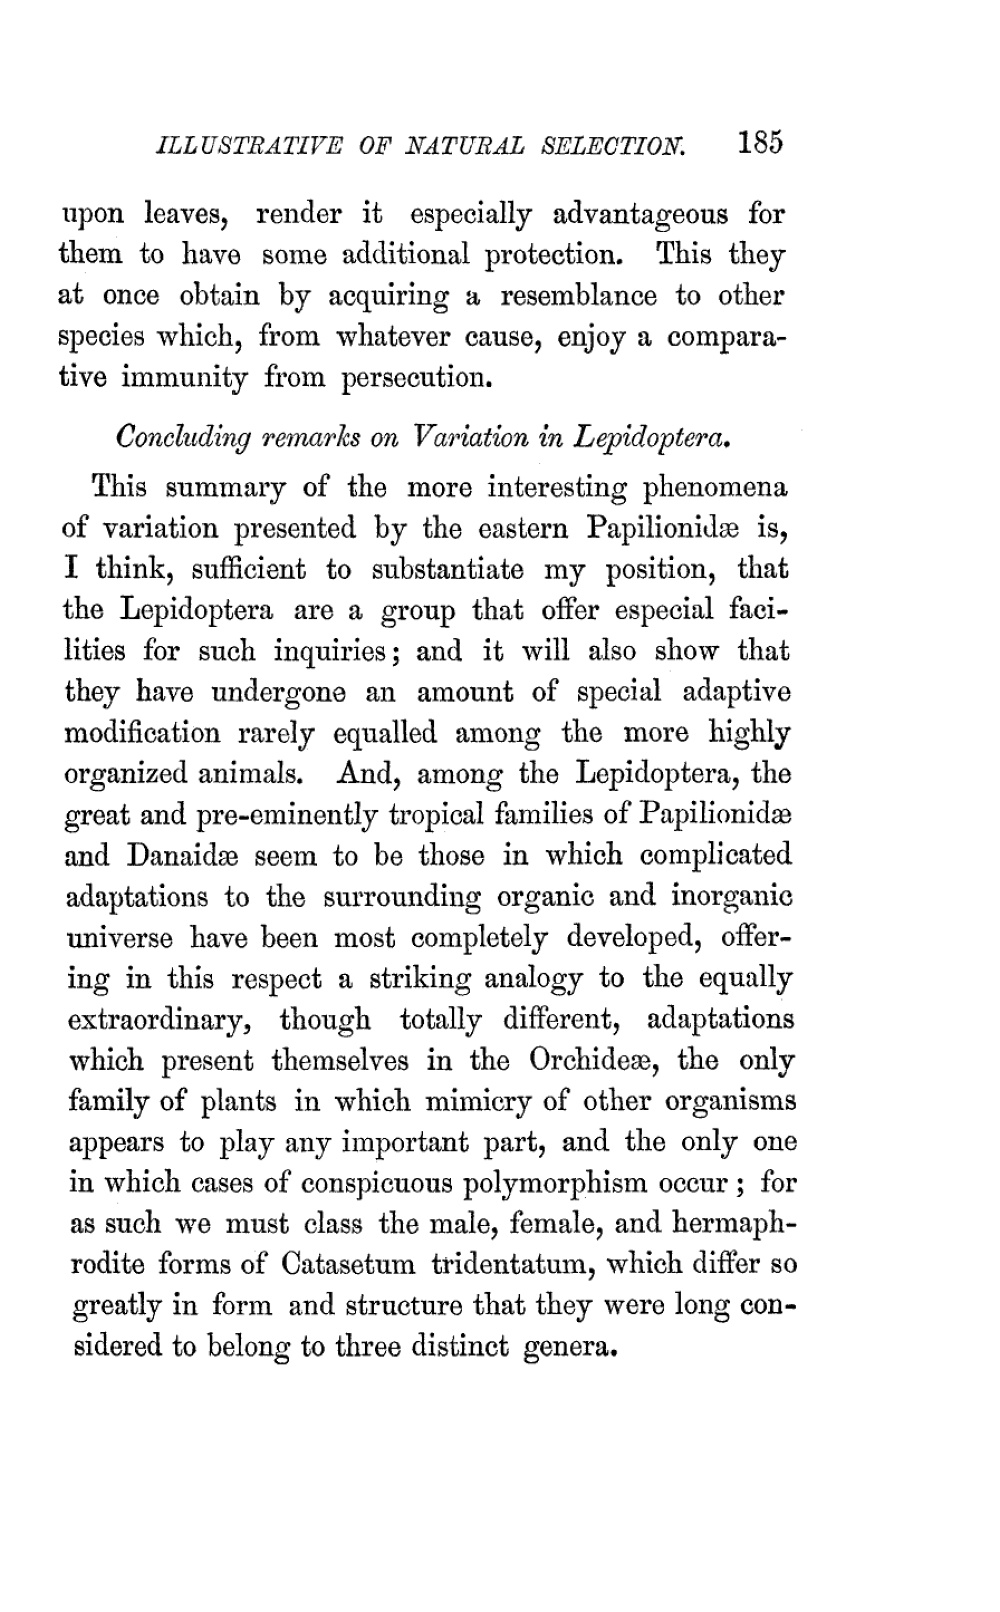 ILLUSTRATIVE OF NATURAL SELECTION. 185
upon leaves, render it especially advantageous for
them to have some additional protection. This they
at once obtain by acquiring a resemblance to other
species which, from whatever cause, enjoy a compara-
tive immunity from persecution.
Concluding remarks on Variation in Lepidoptera.
This summary of the more interesting phenomena
of variation presented by the eastern Papilionidæ is,
I think, sufficient to substantiate my position, that
the Lepidoptera are a group that offer especial faci-
lities for such inquiries; and it will also show that
they have undergone an amount of special adaptive
modification rarely equalled among the more highly
organized animals. And, among the Lepidoptera, the
great and pre-eminently tropical families of Papilionidæ
and Danaidæ seem to be those in which complicated
adaptations to the surrounding organic and inorganic
universe have been most completely developed, offer-
ing in this respect a striking analogy to the equally
extraordinary, though totally different, adaptations
which present themselves in the Orchideæ, the only
family of plants in which mimicry of other organisms
appears to play any important part, and the only one
in which cases of conspicuous polymorphism occur ; for
as such we must class the male, female, and hermaph-
rodite forms of Catasetum tridentatum, which differ so
greatly in form and structure that they were long con-
sidered to belong to three distinct genera.